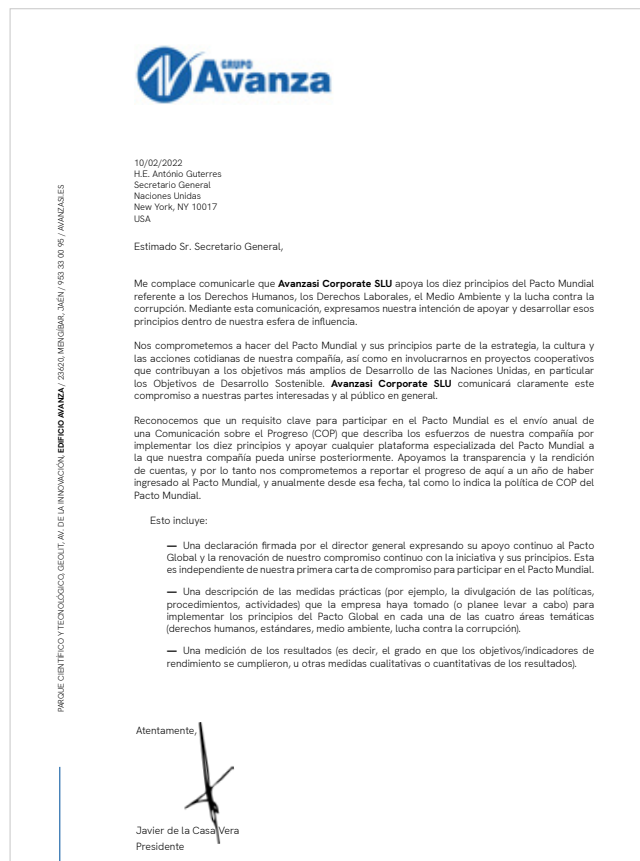 GRUPO
Avanza
10/02/2022
H.E. António Guterres
Secretario General
Naciones Unidas
New York, NY 10017
USA
Estimado Sr. Secretario General,
Me complace comunicarle que Avanzasi Corporate SLU apoya los diez principios del Pacto Mundial
referente a los Derechos Humanos, los Derechos Laborales, el Medio Ambiente y la lucha contra la
corrupción. Mediante esta comunicación, expresamos nuestra intención de apoyar y desarrollar esos
principios dentro de nuestra esfera de influencia.
Nos comprometemos a hacer del Pacto Mundial y sus principios parte de la estrategia, la cultura y
las acciones cotidianas de nuestra compañía, así como en involucrarnos en proyectos cooperativos
que contribuyan a los objetivos más amplios de Desarrollo de las Naciones Unidas, en particular
los Objetivos de Desarrollo Sostenible. Avanzasi Corporate SLU comunicará claramente este
compromiso a nuestras partes interesadas y al público en general.
Reconocemos que un requisito clave para participar en el Pacto Mundial es el envío anual de
una Comunicación sobre el Progreso (COP) que describa los esfuerzos de nuestra compañía por
implementar los diez principios y apoyar cualquier plataforma especializada del Pacto Mundial a
la que nuestra compañía pueda unirse posteriormente. Apoyamos la transparencia y la rendición
de cuentas, y por lo tanto nos comprometemos a reportar el progreso de aquí a un año de haber
ingresado al Pacto Mundial, y anualmente desde esa fecha, tal como lo indica la política de COP del
Pacto Mundial.
Esto incluye:
— Una declaración firmada por el director general expresando su apoyo continuo al Pacto
Global y la renovación de nuestro compromiso continuo con la iniciativa y sus principios. Esta
es independiente de nuestra primera carta de compromiso para participar en el Pacto Mundial.
— Una descripción de las medidas prácticas (por ejemplo, la divulgación de las políticas,
procedimientos, actividades) que la empresa haya tomado (o planee levar a cabo) para
implementar los principios del Pacto Global en cada una de las cuatro áreas temáticas
(derechos humanos, estándares, medio ambiente, lucha contra la corrupción).
— Una medición de los resultados (es decir, el grado en que los objetivos/indicadores de
rendimiento se cumplieron, u otras medidas cualitativas o cuantitativas de los resultados).
Atentamente,
Javier de la Casa Vera
Presidente
PARQUE CIENTÍFICO Y TECNOLÓGICO, GEOLIT, AV. DE LA INNOVACIÓN, EDIFICIO AVANZA / 23620, MENGÍBAR, JAÉN / 953 33 00 95 / AVANZASI.ES